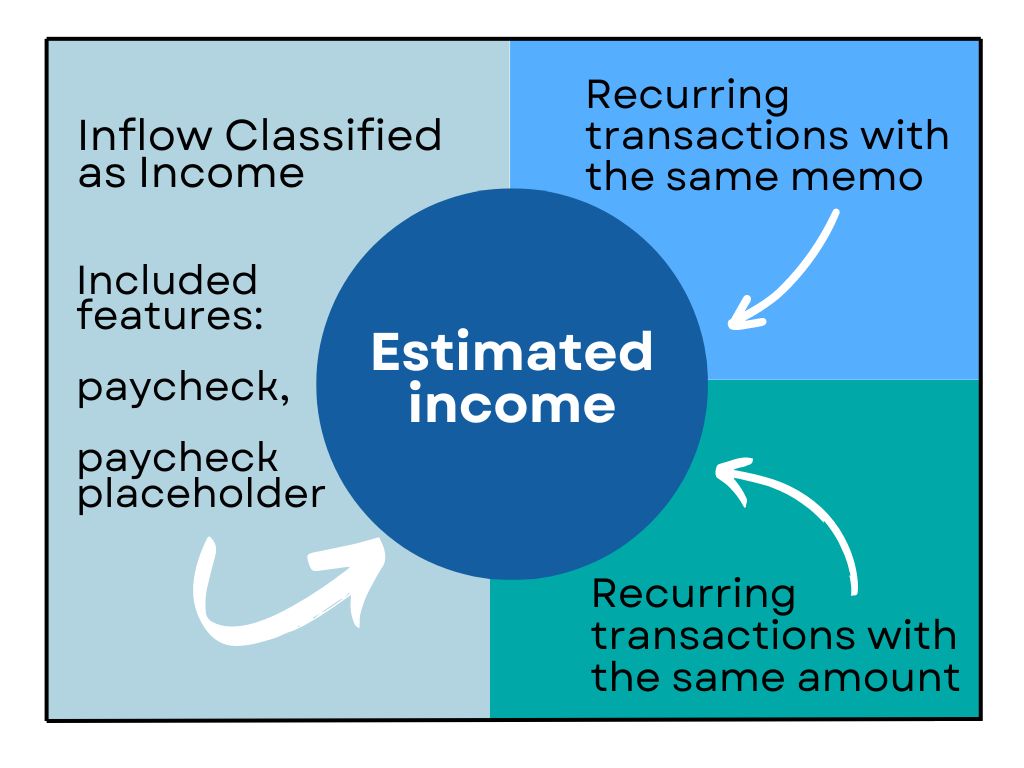 Inflow Classified
as Income
Included
features:
paycheck,
paycheck
placeholder
Estimated
income
Recurring
transactions with
the same memo
Recurring
transactions with
the same amount